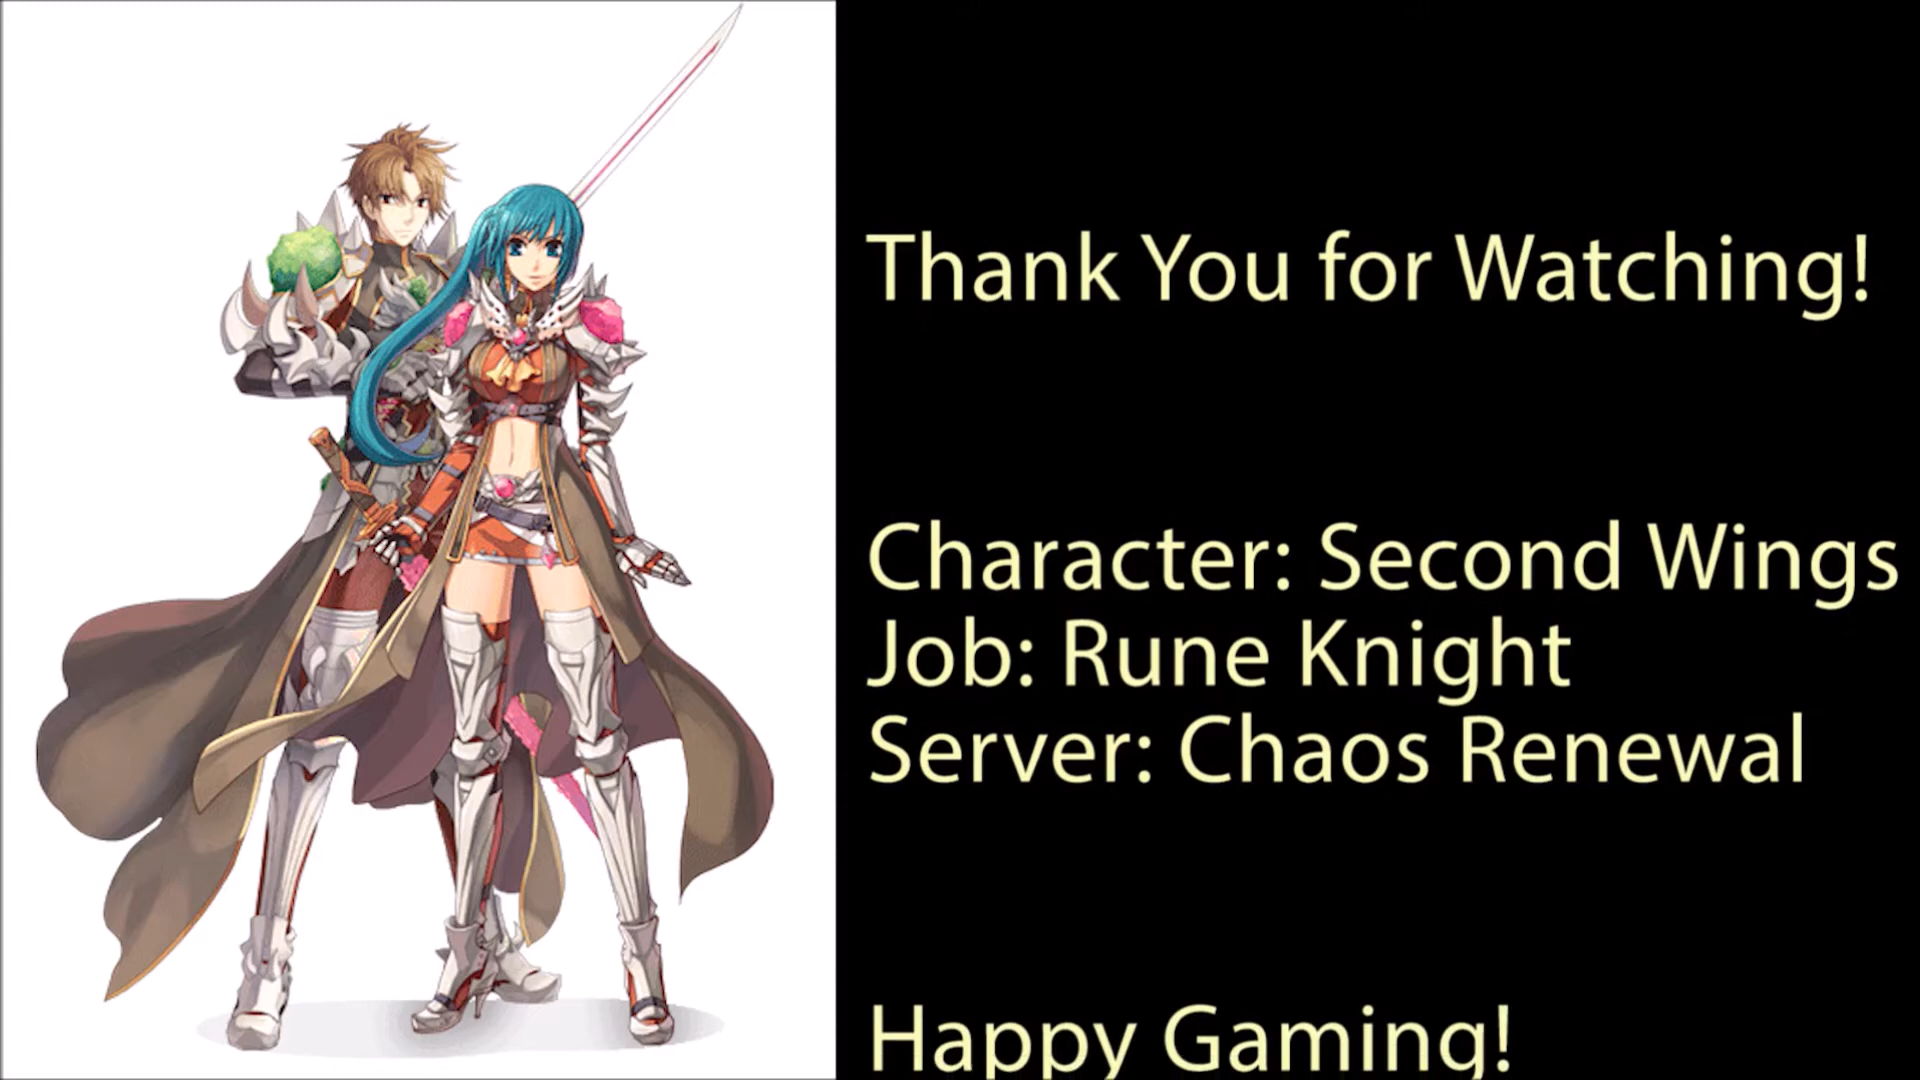 Thank You for Watching!
Character: Second Wings
Job: Rune Knight
Server: Chaos Renewal
Happy Gaming!